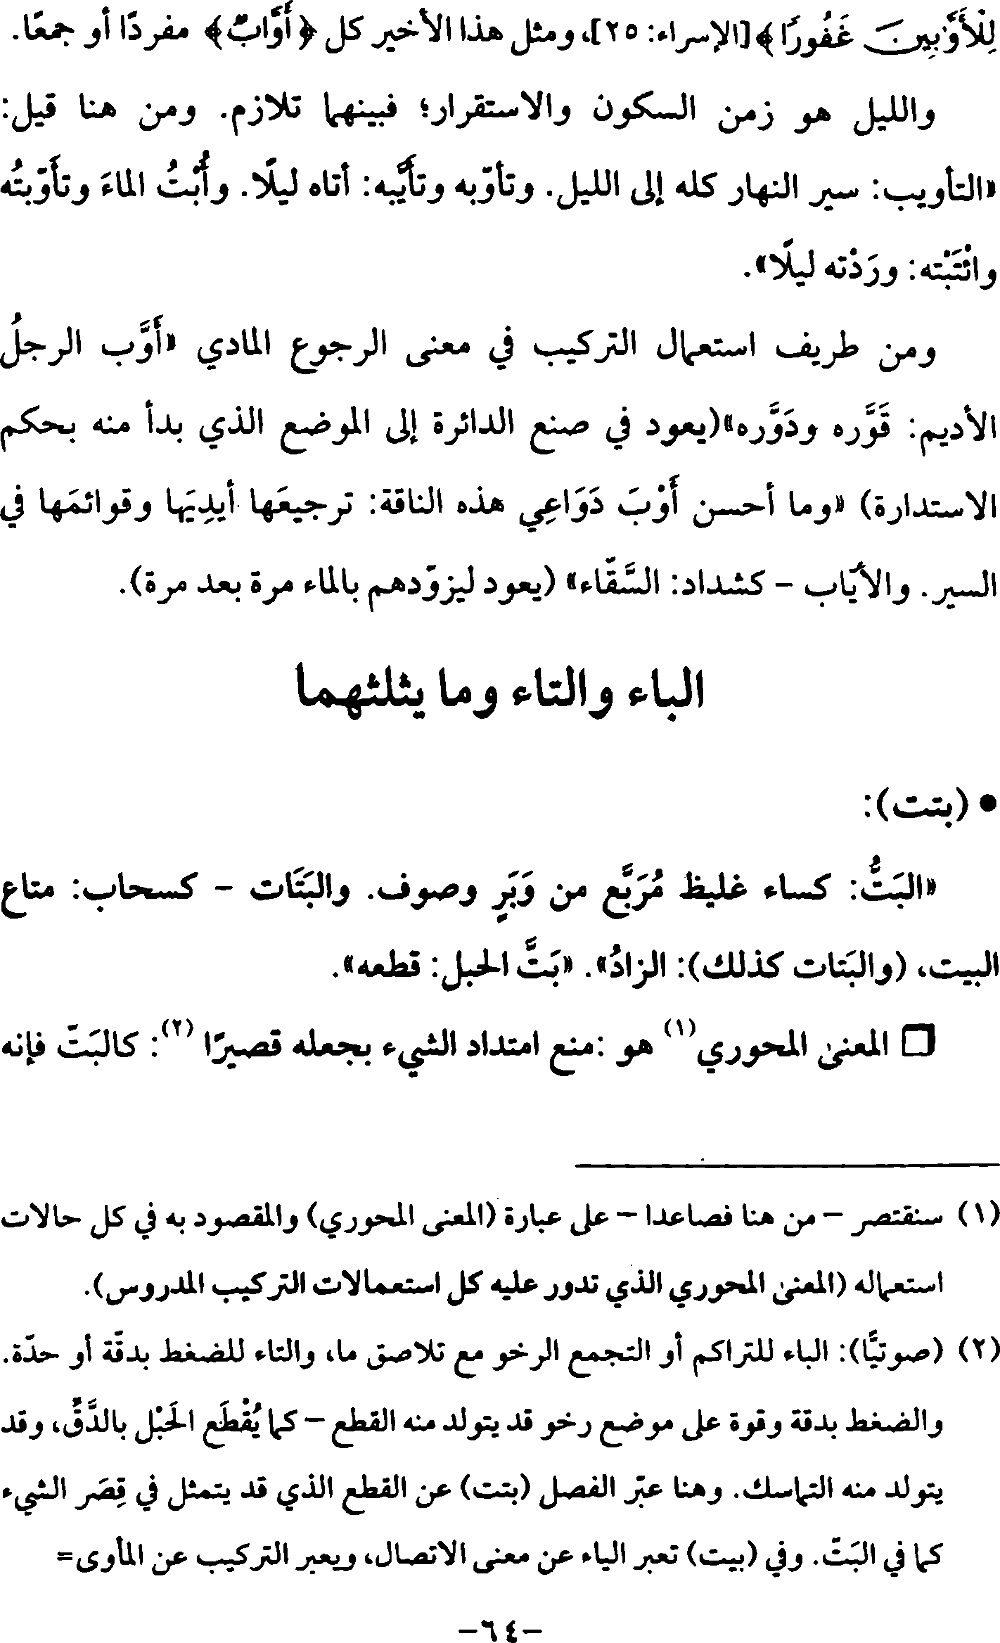 لِلْأَوَّٰبِينَ غَفُورًا﴾[الإسراء: ٢٥]، ومثل هذا الأخير كل ﴿أَوَّابٌ﴾ مفردًا أو جمعًا.
والليل هو زمن السكون والاستقرار؛ فبينهما تلازم. ومن هنا قيل:
«التأويب: سير النهار كله إلى الليل. وتأوّبه وتأيَّبه: أتاه ليلًا. وأُبْتُ الماءَ وتأوّبتُه
وائْتَبْته: ورَدْته ليلًا».
ومن طريف استعمال التركيب في معنى الرجوع المادي «أَوَّب الرجلُ
الأديم: قَوَّره ودَوَّره»(يعود في صنع الدائرة إلى الموضع الذي بدأ منه بحكم
الاستدارة) «وما أحسن أَوْبَ دَوَاعِي هذه الناقة: ترجيعَها أيدِيَها وقوائمَها في
السير. والأيّاب – كشداد: السَّقَّاء» (يعود ليزوّدهم بالماء مرة بعد مرة).
الباء والتاء وما يثلثهما
• (بتت):
«البَتُّ: كساء غليظ مُرَبَّع من وَبَرٍ وصوف. والبَتَات – كسحاب: متاع
البيت، (والبَتات كذلك): الزادُ». «بَتَّ الحبل: قطعه».
❏ المعنى المحوري(١) هو :منع امتداد الشيء بجعله قصيرًا (٢): كالبَتّ فإنه
(١) سنقتصر – من هنا فصاعدا – على عبارة (المعنى المحوري) والمقصود به في كل حالات
استعماله (المعنى المحوري الذي تدور عليه كل استعمالات التركيب المدروس).
(٢) (صوتيًّا): الباء للتراكم أو التجمع الرخو مع تلاصق ما، والتاء للضغط بدقّة أو حدّة.
والضغط بدقة وقوة على موضع رخو قد يتولد منه القطع – كما يُقْطَع الحَبْل بالدَّقِّ، وقد
يتولد منه التماسك. وهنا عبّر الفصل (بتت) عن القطع الذي قد يتمثل في قِصَر الشيء
كما في البَتّ. وفي (بيت) تعبر الياء عن معنى الاتصال، ويعبر التركيب عن المأوى=
–٦٤–